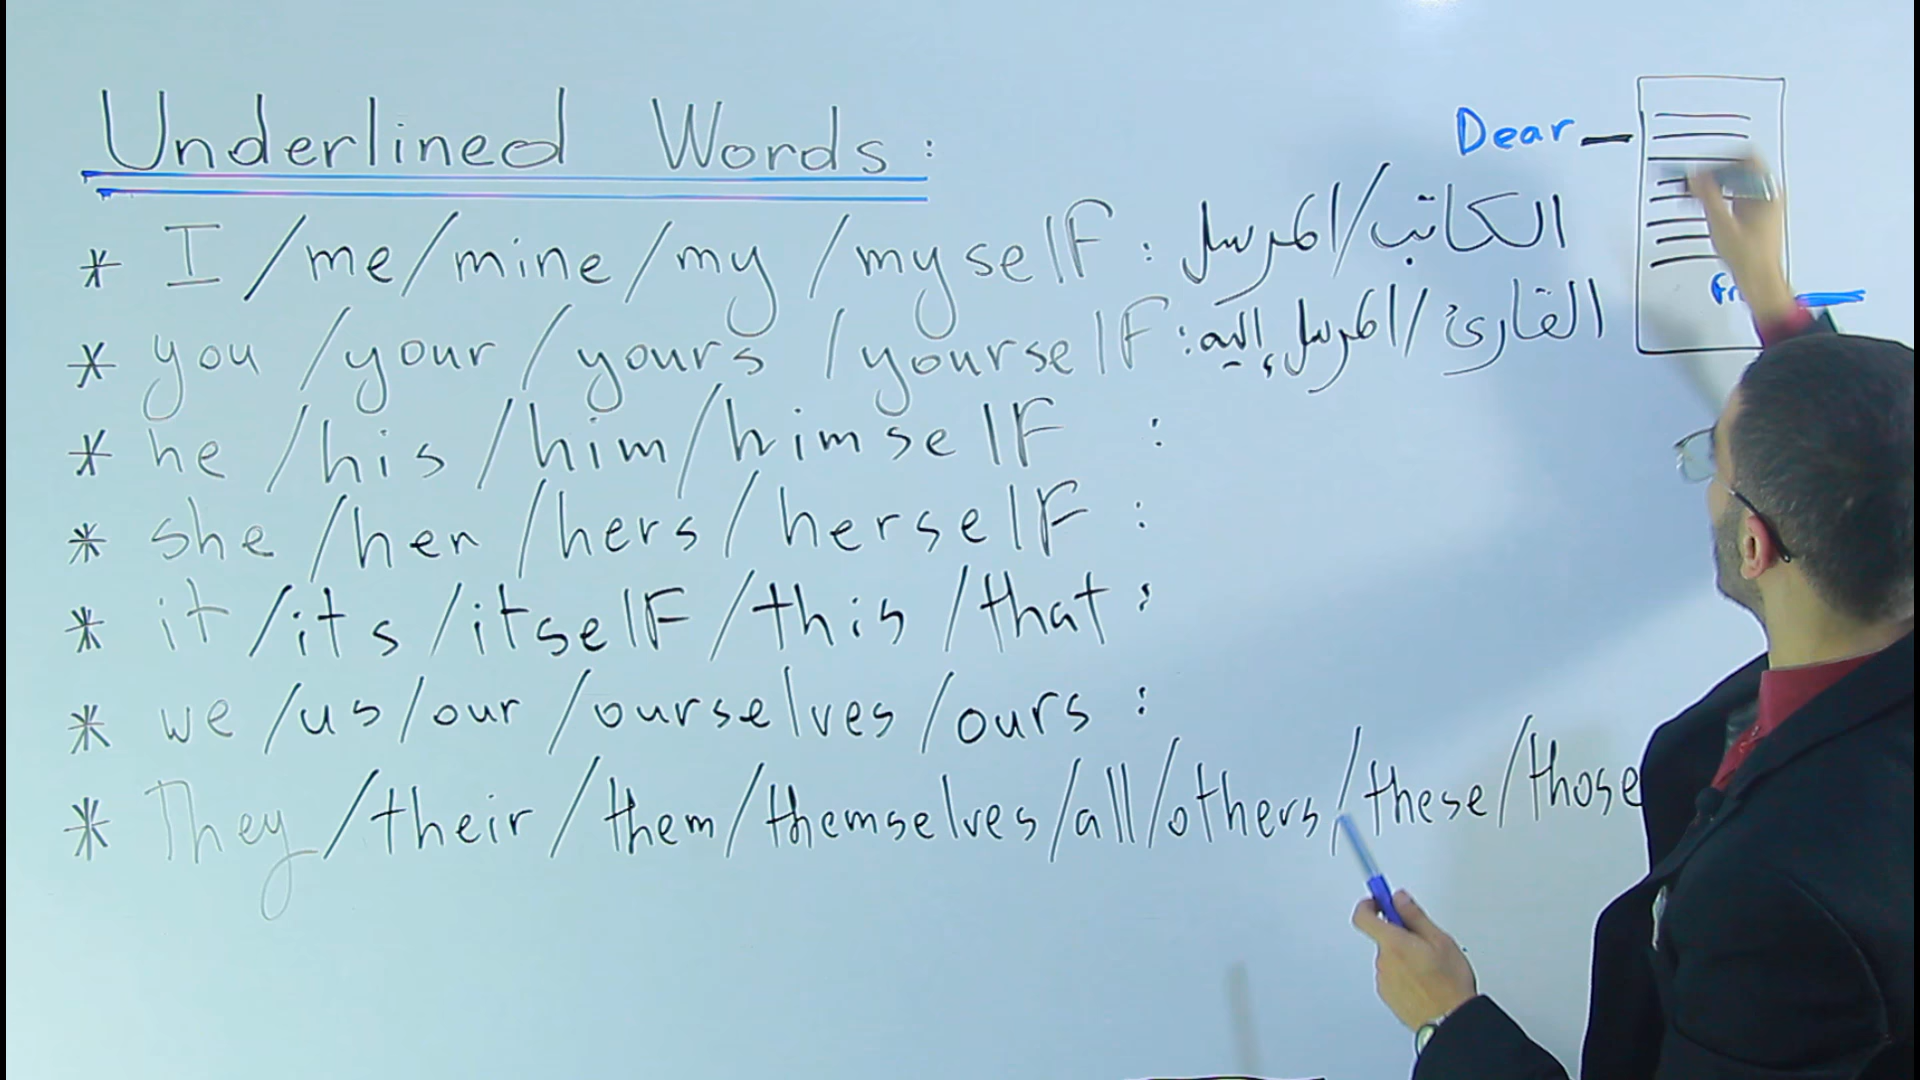 Underlined Words:
* I / me / mine / my / myself : الكاتب / المرسل
* you / your / yours / yourself : القارئ / المرسل إليه
* he / his / him / himself :
* she / her / hers / herself :
* it / its / itself / this / that :
* we / us / our / ourselves / ours :
* They / their / them / themselves / all / others / these / those
Dear